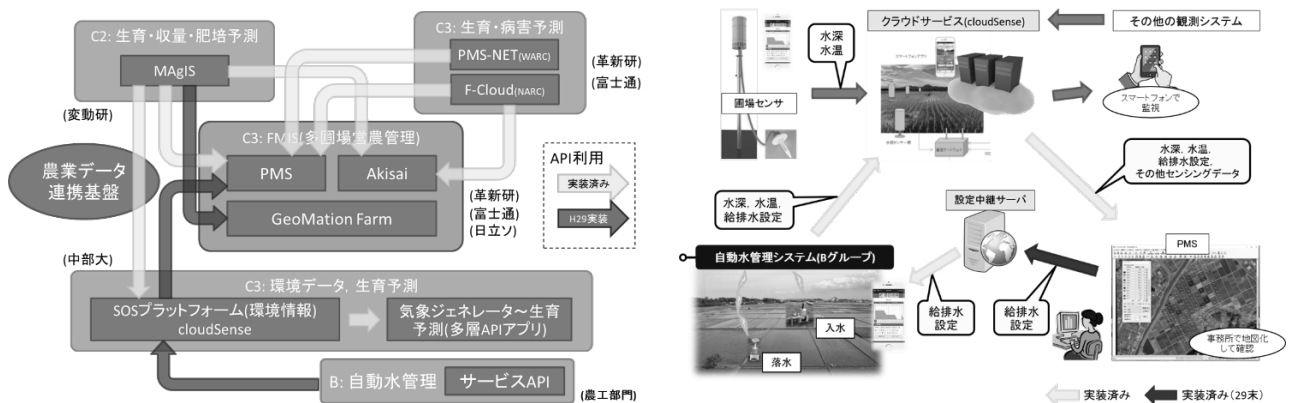 C2: 生育・収量・肥培予測
MAgIS
(変動研)
C3: 生育・病害予測
PMS-NET(WARC)
F-Cloud(NARC)
(革新研)
(富士通)
C3: FMIS(多圃場営農管理)
PMS
Akisai
GeoMation Farm
(革新研)
(富士通)
(日立ソ)
農業データ
連携基盤
API利用
実装済み
H29実装
(中部大)
C3: 環境データ, 生育予測
SOSプラットフォーム(環境情報)
cloudSense
気象ジェネレータ～生育
予測(多層APIアプリ)
B: 自動水管理
サービスAPI
(農工部門)
圃場センサ
水深
水温
クラウドサービス(cloudSense)
スマートフォンアプリ
その他の観測システム
スマートフォンで
監視
水深, 水温,
給排水設定,
その他センシングデータ
水深, 水温,
給排水設定
設定中継サーバ
自動水管理システム(Bグループ)
入水
落水
給排水
設定
給排水
設定
PMS
事務所で地図化
して確認
実装済み
実装済み(29末)